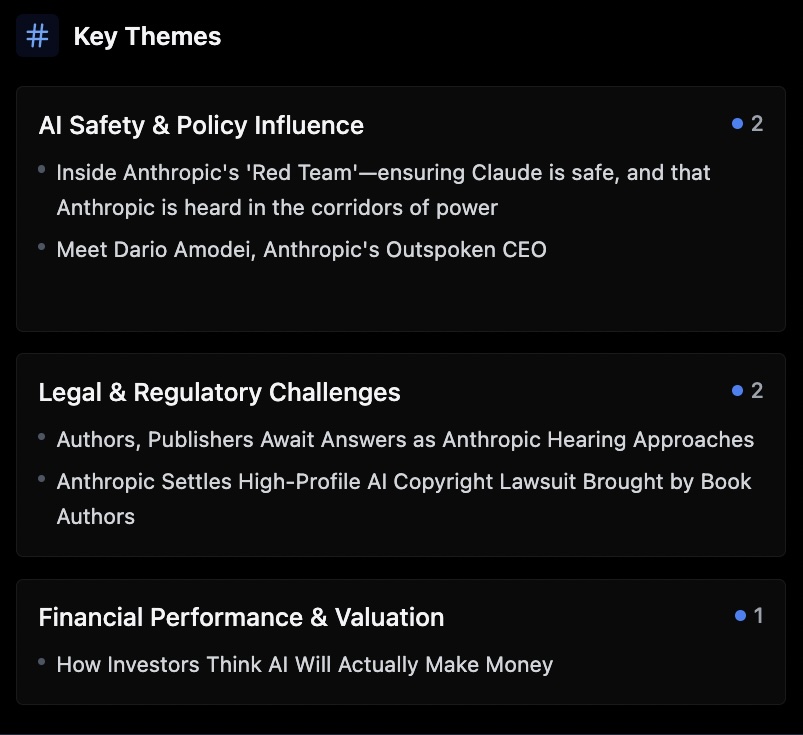 # Key Themes
AI Safety & Policy Influence 2
Inside Anthropic's 'Red Team'—ensuring Claude is safe, and that
Anthropic is heard in the corridors of power
Meet Dario Amodei, Anthropic's Outspoken CEO
Legal & Regulatory Challenges 2
Authors, Publishers Await Answers as Anthropic Hearing Approaches
Anthropic Settles High-Profile AI Copyright Lawsuit Brought by Book
Authors
Financial Performance & Valuation 1
How Investors Think AI Will Actually Make Money